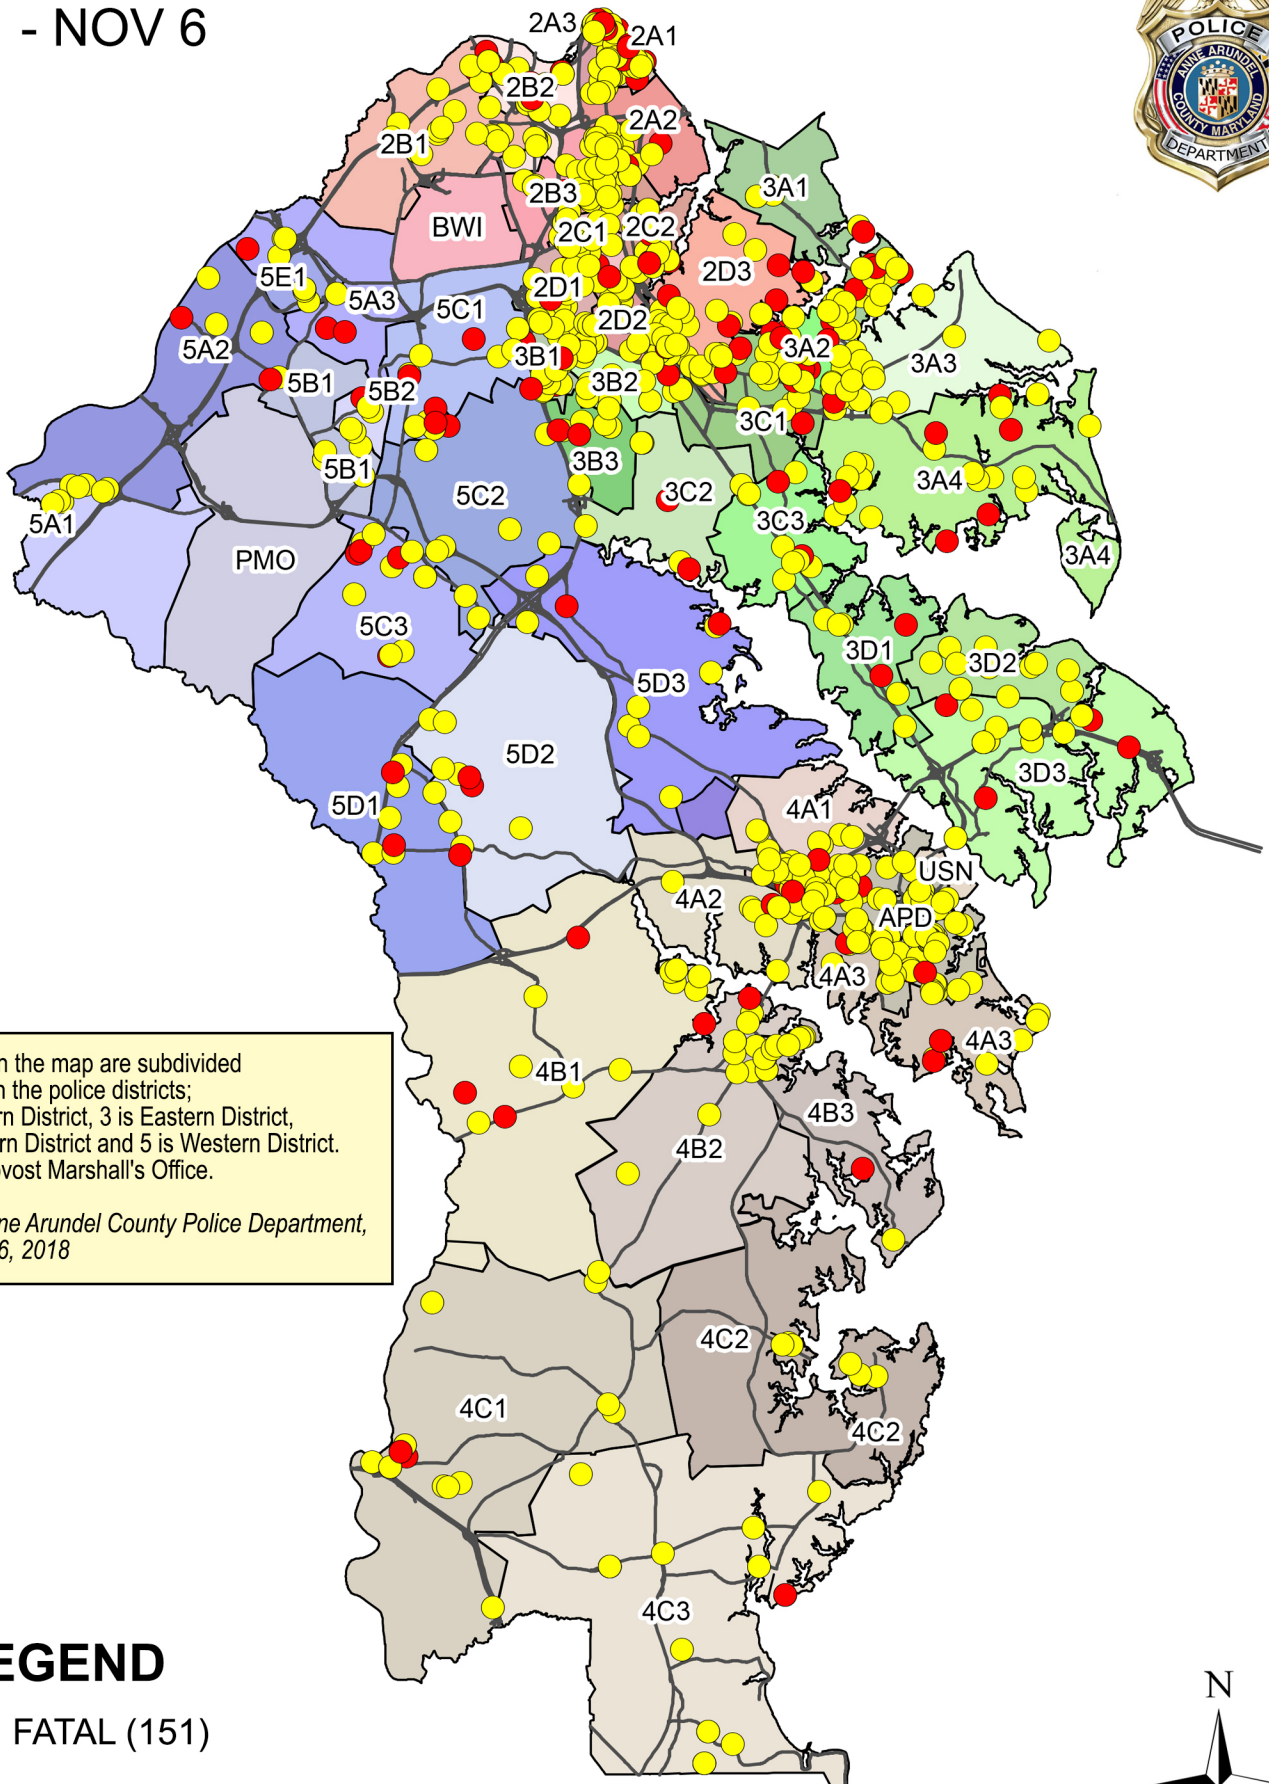 - NOV 6
POLICE
ANNE ARUNDEL
COUNTY MARYLAND
DEPARTMENT
2A3
2A1
2B2
2A2
2B1
2B3
3A1
BWI
2C1
2C2
2D3
5E1
5A3
5C1
2D1
2D2
5A2
3A2
3A3
3B1
5B1
5B2
3B2
3C1
3B3
5B1
3A4
5C2
3C2
5A1
3C3
PMO
3A4
5C3
3D1
3D2
5D3
5D2
3D3
5D1
4A1
USN
4A2
APD
4A3
4A3
4B1
4B3
4B2
4C2
4C1
4C2
4C3
n the map are subdivided
n the police districts;
rn District, 3 is Eastern District,
rn District and 5 is Western District.
ovost Marshall's Office.
ne Arundel County Police Department,
6, 2018
EGEND
FATAL (151)
N